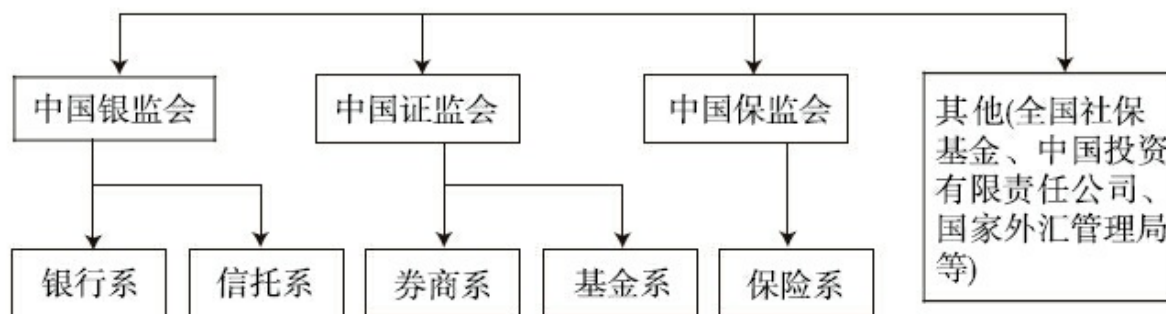 中国银监会
中国证监会
中国保监会
其他(全国社保
基金、中国投资
有限责任公司、
国家外汇管理局
等)
银行系
信托系
券商系
基金系
保险系